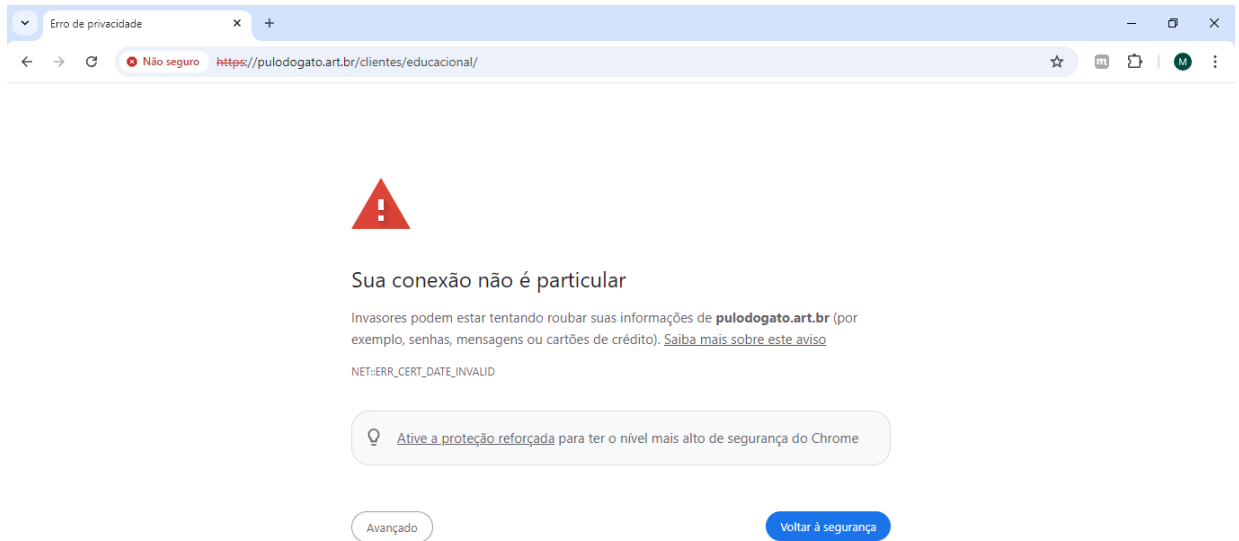 Erro de privacidade
Não seguro https://pulodogato.art.br/clientes/educacional/
m
M
Sua conexão não é particular
Invasores podem estar tentando roubar suas informações de pulodogato.art.br (por
exemplo, senhas, mensagens ou cartões de crédito). Saiba mais sobre este aviso
NET::ERR_CERT_DATE_INVALID
Ative a proteção reforçada para ter o nível mais alto de segurança do Chrome
Avançado
Voltar à segurança